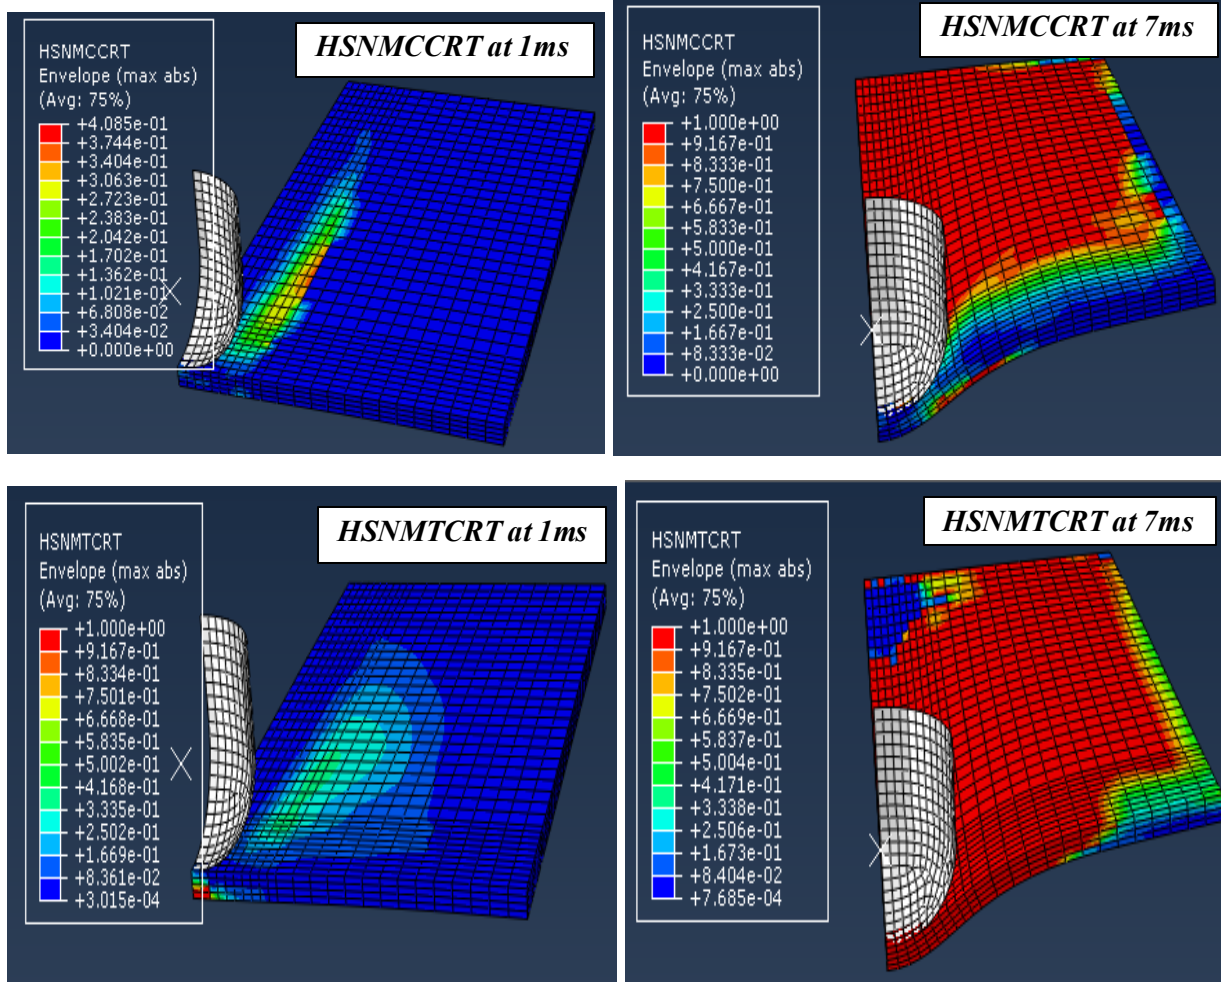 HSNMCCRT at 1ms
HSNMCCRT
Envelope (max abs)
(Avg: 75%)
+4.085e-01
+3.744e-01
+3.404e-01
+3.063e-01
+2.723e-01
+2.383e-01
+2.042e-01
+1.702e-01
+1.362e-01
+1.021e-01
+6.808e-02
+3.404e-02
+0.000e+00
HSNMCCRT at 7ms
HSNMCCRT
Envelope (max abs)
(Avg: 75%)
+1.000e+00
+9.167e-01
+8.333e-01
+7.500e-01
+6.667e-01
+5.833e-01
+5.000e-01
+4.167e-01
+3.333e-01
+2.500e-01
+1.667e-01
+8.333e-02
+0.000e+00
HSNMTCRT at 1ms
HSNMTCRT
Envelope (max abs)
(Avg: 75%)
+1.000e+00
+9.167e-01
+8.334e-01
+7.501e-01
+6.668e-01
+5.835e-01
+5.002e-01
+4.168e-01
+3.335e-01
+2.502e-01
+1.669e-01
+8.361e-02
+3.015e-04
HSNMTCRT at 7ms
HSNMTCRT
Envelope (max abs)
(Avg: 75%)
+1.000e+00
+9.167e-01
+8.335e-01
+7.502e-01
+6.669e-01
+5.837e-01
+5.004e-01
+4.171e-01
+3.338e-01
+2.506e-01
+1.673e-01
+8.404e-02
+7.685e-04